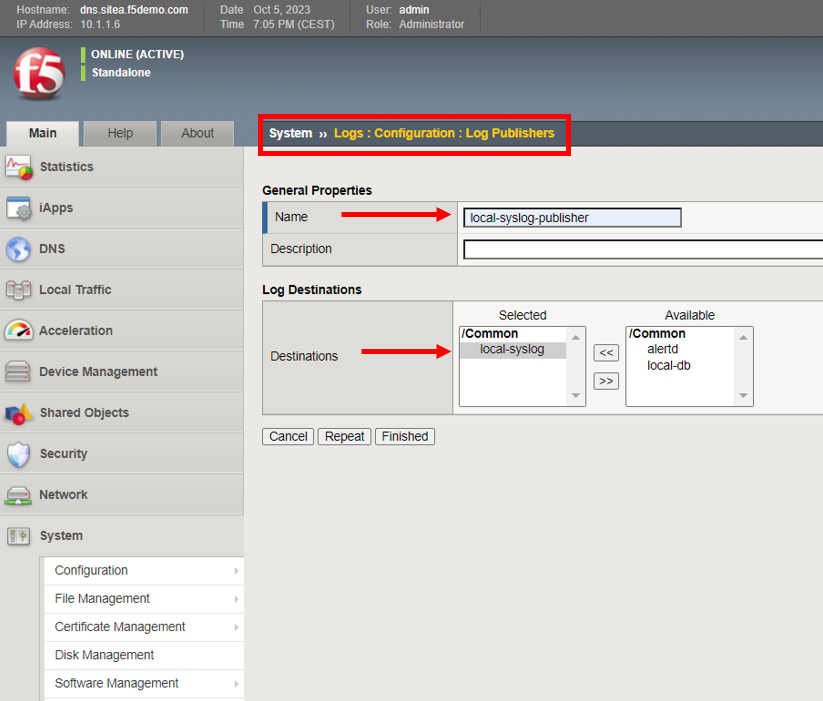 Hostname: dns.sitea.f5demo.com Date Oct 5, 2023 User: admin
IP Address: 10.1.1.6 Time 7:05 PM (CEST) Role: Administrator
f5
ONLINE (ACTIVE)
Standalone
Main Help About
System ›› Logs : Configuration : Log Publishers
Statistics
iApps
DNS
Local Traffic
Acceleration
Device Management
Shared Objects
Security
Network
System
Configuration
File Management
Certificate Management
Disk Management
Software Management
General Properties
Name local-syslog-publisher
Description
Log Destinations
Destinations
Selected
/Common
local-syslog
<<
>>
Available
/Common
alertd
local-db
Cancel Repeat Finished